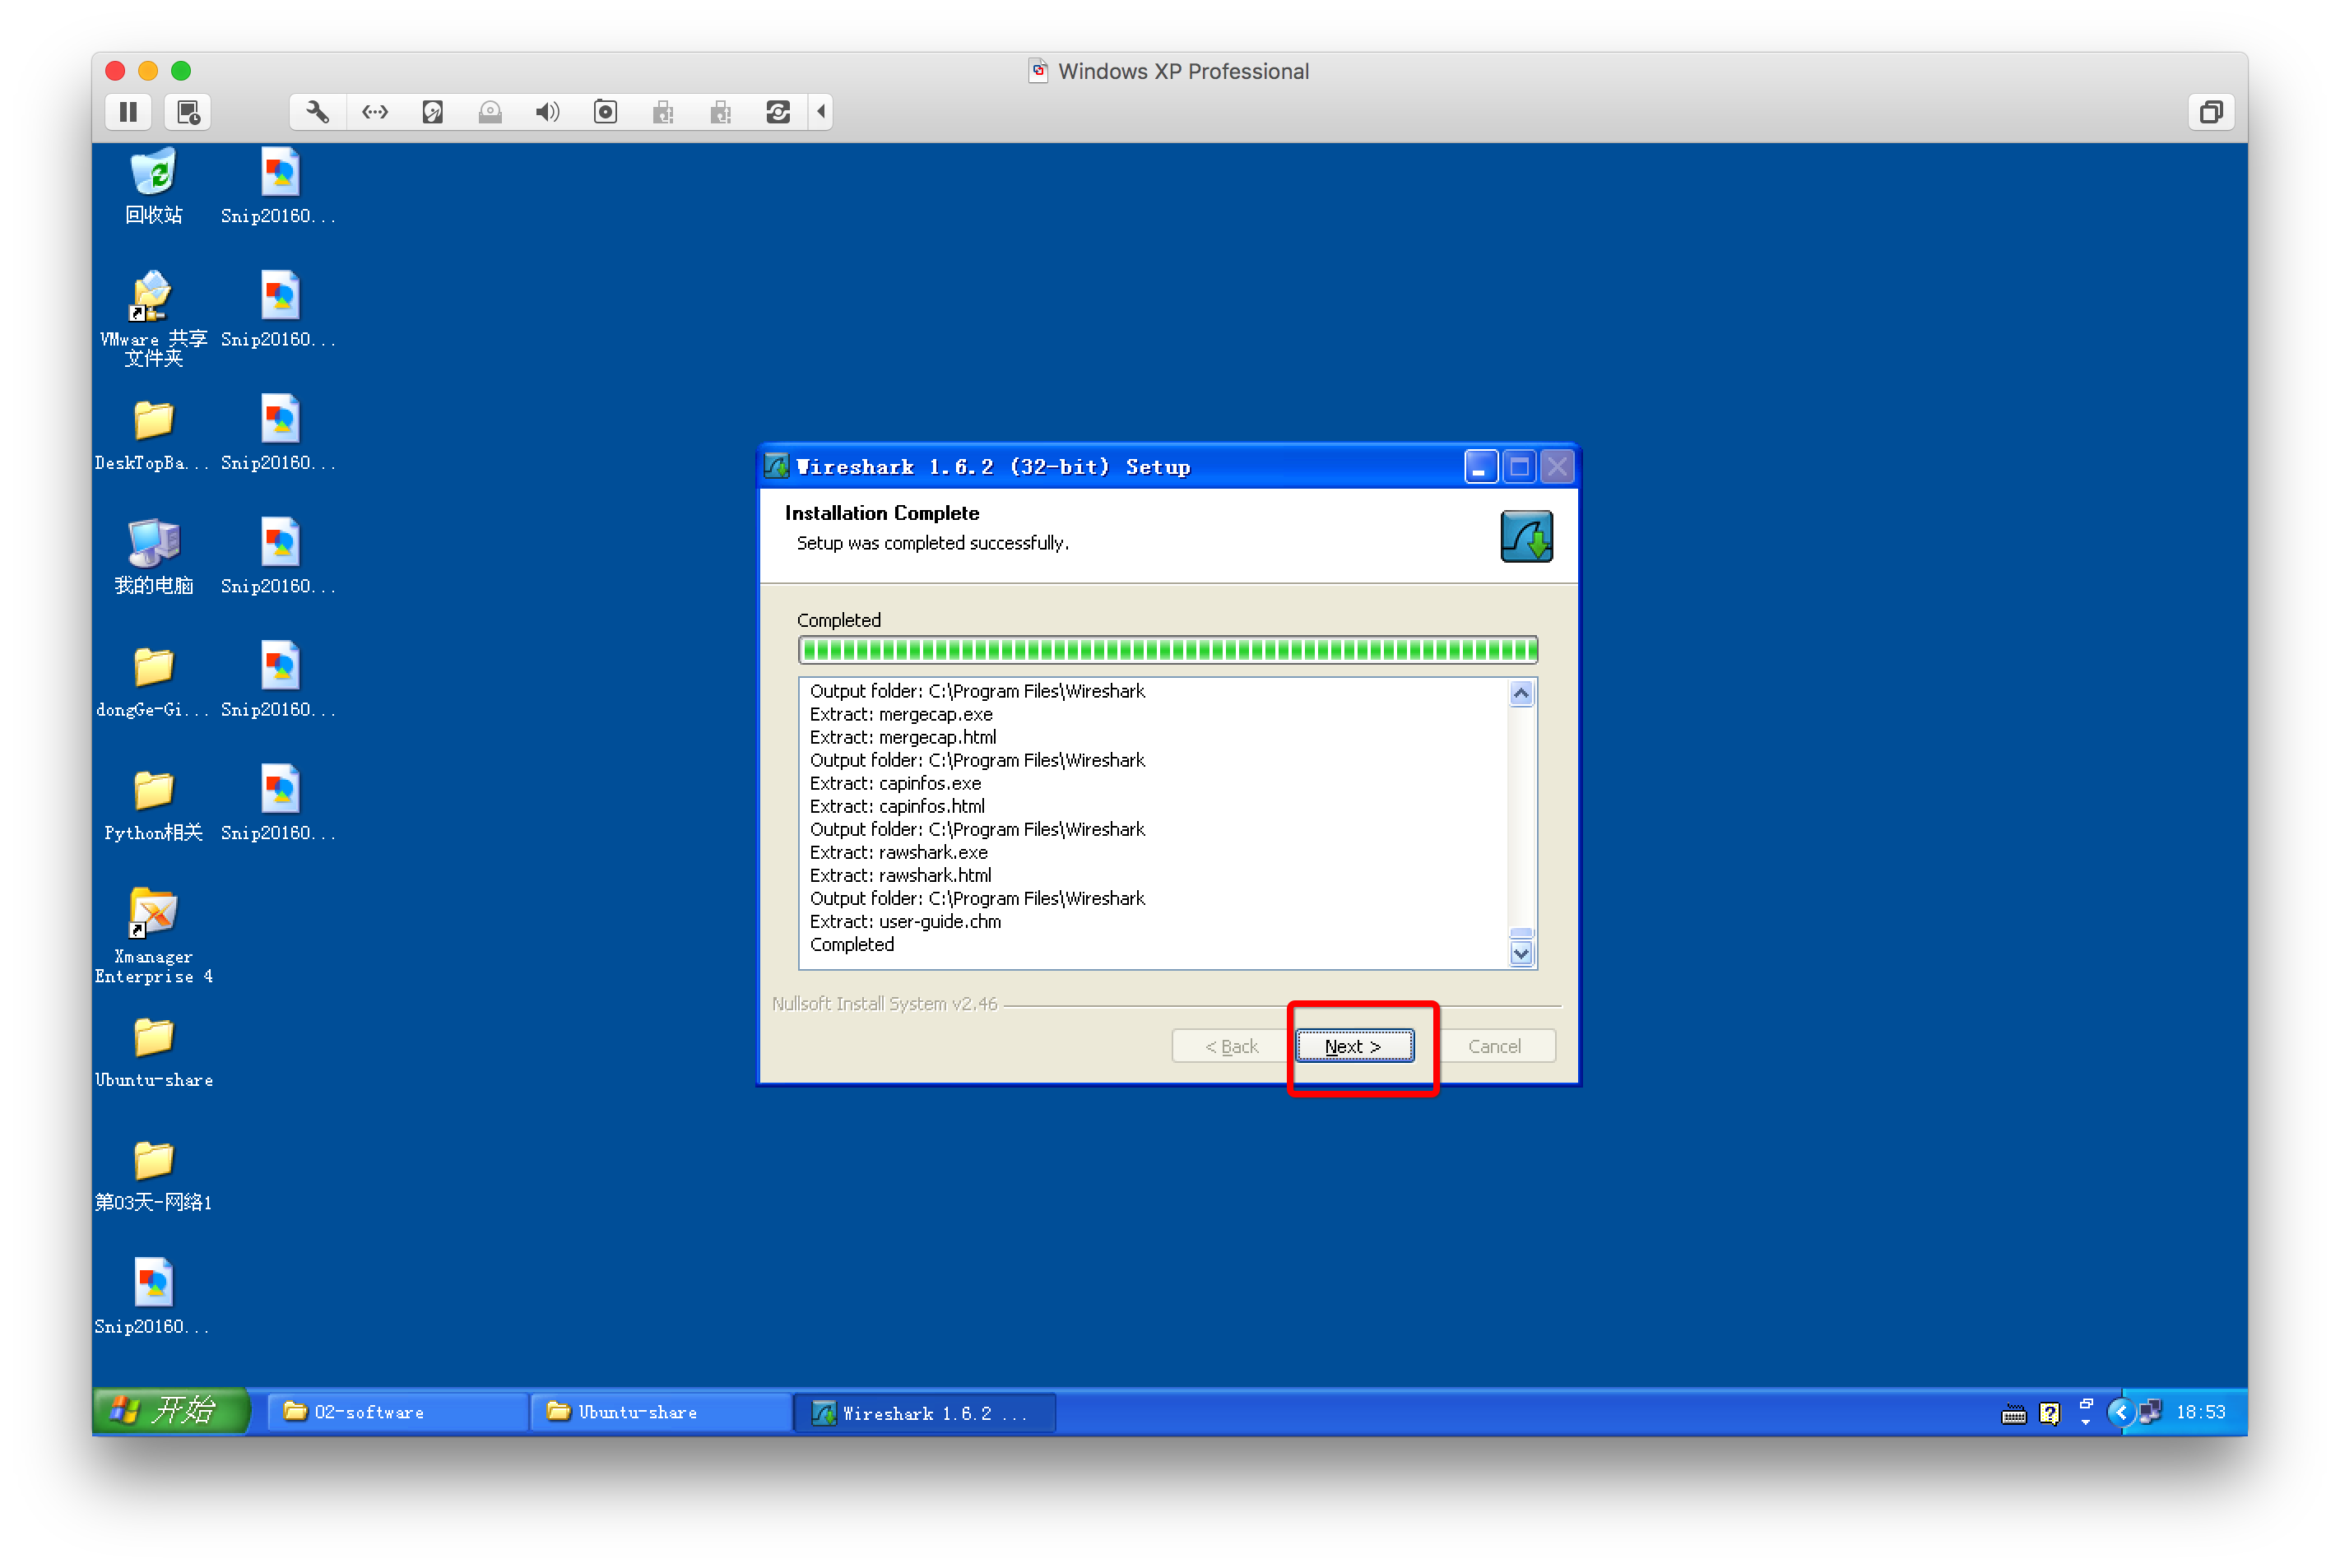 Windows XP Professional
回收站
Snip20160...
VMware 共享
文件夹
Snip20160...
DeskTopBa...
Snip20160...
我的电脑
Snip20160...
dongGe-Gi...
Snip20160...
Python相关
Snip20160...
Xmanager
Enterprise 4
Ubuntu-share
第03天-网络1
Snip20160...
Wireshark 1.6.2 (32-bit) Setup
Installation Complete
Setup was completed successfully.
Completed
Output folder: C:\Program Files\Wireshark
Extract: mergecap.exe
Extract: mergecap.html
Output folder: C:\Program Files\Wireshark
Extract: capinfos.exe
Extract: capinfos.html
Output folder: C:\Program Files\Wireshark
Extract: rawshark.exe
Extract: rawshark.html
Output folder: C:\Program Files\Wireshark
Extract: user-guide.chm
Completed
Nullsoft Install System v2.46
< Back
Next >
Cancel
开始
02-software
Ubuntu-share
Wireshark 1.6.2 ...
18:53